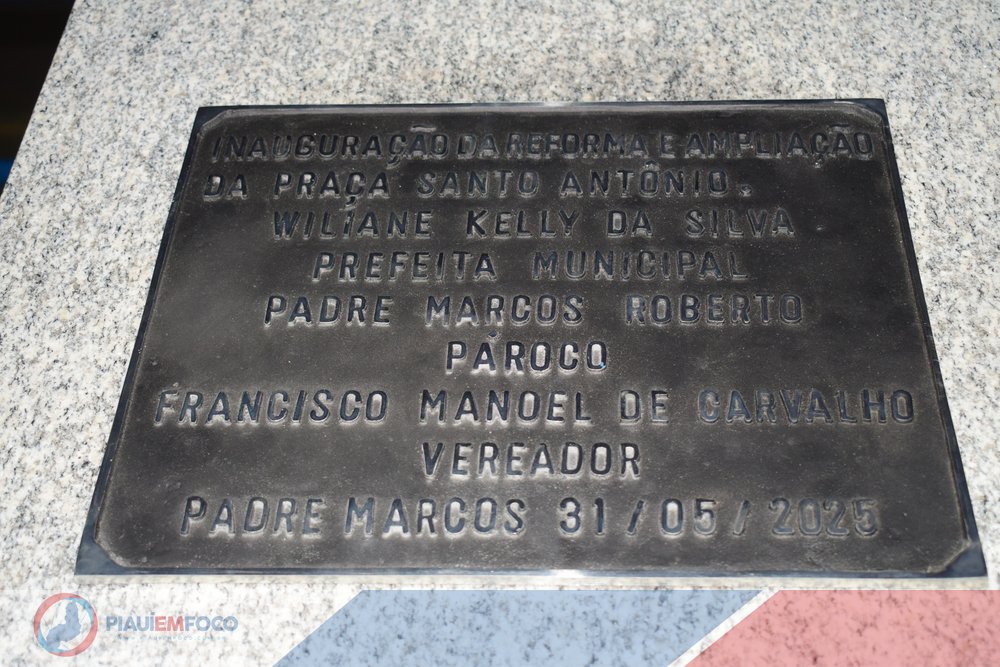 INAUGURAÇÃO DA REFORMA E AMPLIAÇÃO
DA PRAÇA SANTO ANTÔNIO.
WILIANE KELLY DA SILVA
PREFEITA MUNICIPAL
PADRE MARCOS ROBERTO
PÁROCO
FRANCISCO MANOEL DE CARVALHO
VEREADOR
PADRE MARCOS 31/05/2025
PIAUÍEMFOCO